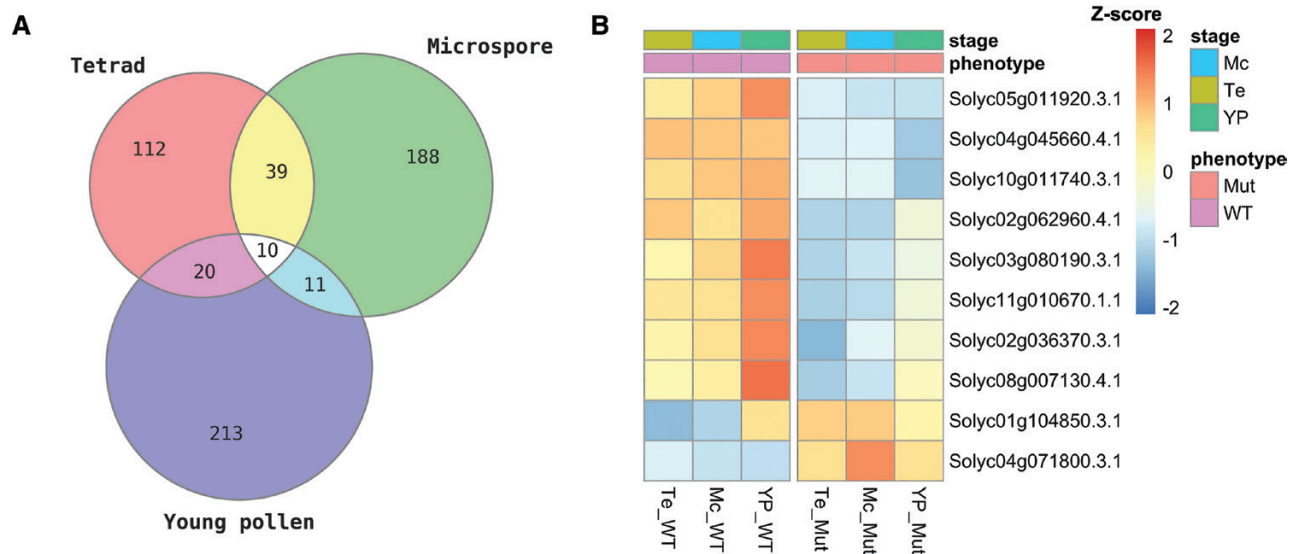 A
Tetrad
Microspore
112
39
188
10
20
11
213
Young pollen
B
Z-score
2
1
0
-1
-2
stage
phenotype
stage
Mc
Te
YP
phenotype
Mut
WT
Solyc05g011920.3.1
Solyc04g045660.4.1
Solyc10g011740.3.1
Solyc02g062960.4.1
Solyc03g080190.3.1
Solyc11g010670.1.1
Solyc02g036370.3.1
Solyc08g007130.4.1
Solyc01g104850.3.1
Solyc04g071800.3.1
Te_WT
Mc_WT
YP_WT
Te_Mut
Mc_Mut
YP_Mut